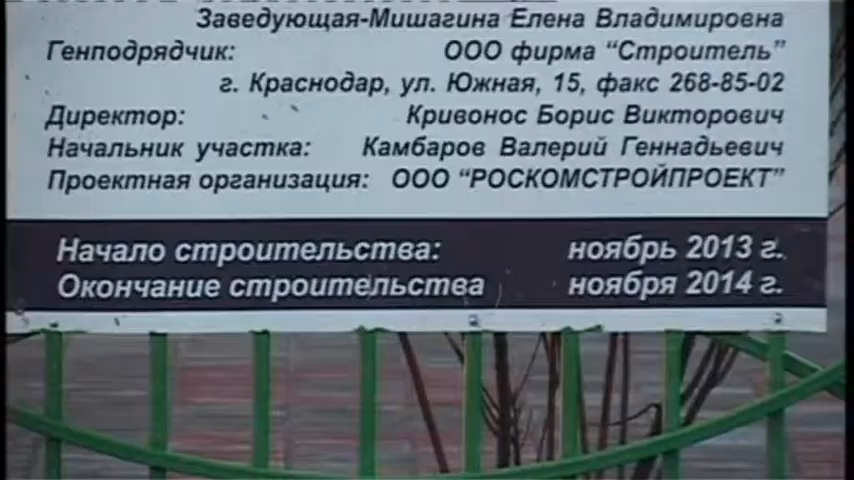 Заведующая-Мишагина Елена Владимировна
Генподрядчик: ООО фирма “Строитель”
г. Краснодар, ул. Южная, 15, факс 268-85-02
Директор: Кривонос Борис Викторович
Начальник участка: Камбаров Валерий Геннадьевич
Проектная организация: ООО “РОСКОМСТРОЙПРОЕКТ”
Начало строительства: ноябрь 2013 г.
Окончание строительства ноября 2014 г.